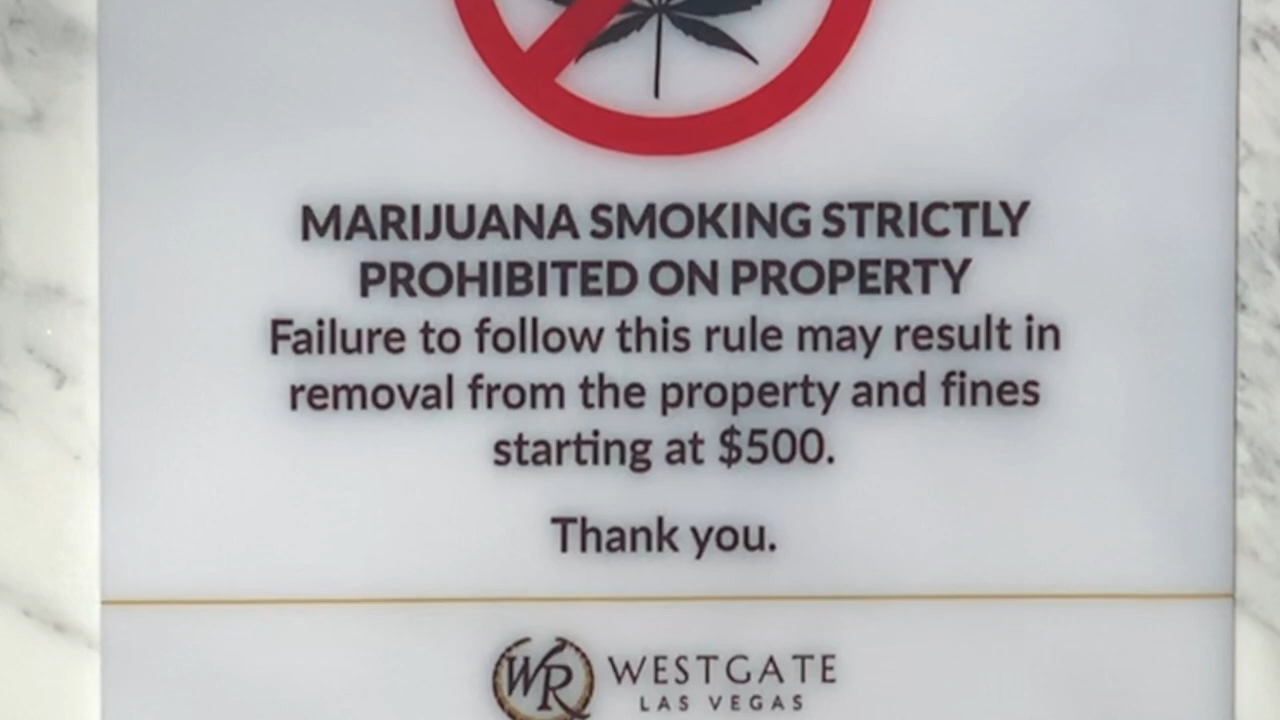 MARIJUANA SMOKING STRICTLY
PROHIBITED ON PROPERTY
Failure to follow this rule may result in
removal from the property and fines
starting at $500.
Thank you.
WR WESTGATE
LAS VEGAS